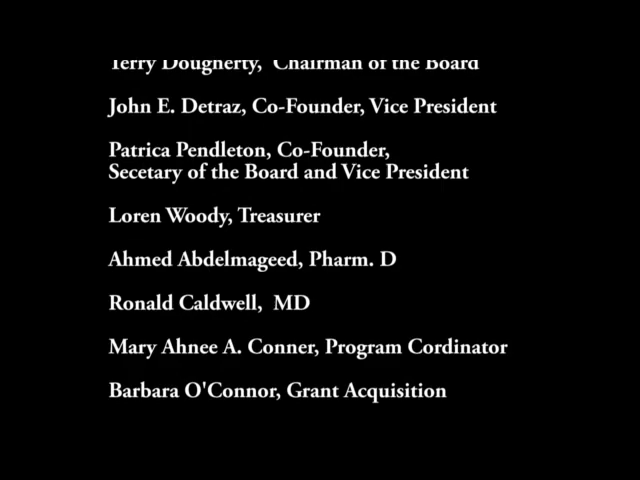 Terry Dougherty, Chairman of the Board
John E. Detraz, Co-Founder, Vice President
Patrica Pendleton, Co-Founder,
Secetary of the Board and Vice President
Loren Woody, Treasurer
Ahmed Abdelmageed, Pharm. D
Ronald Caldwell, MD
Mary Ahnee A. Conner, Program Cordinator
Barbara O'Connor, Grant Acquisition